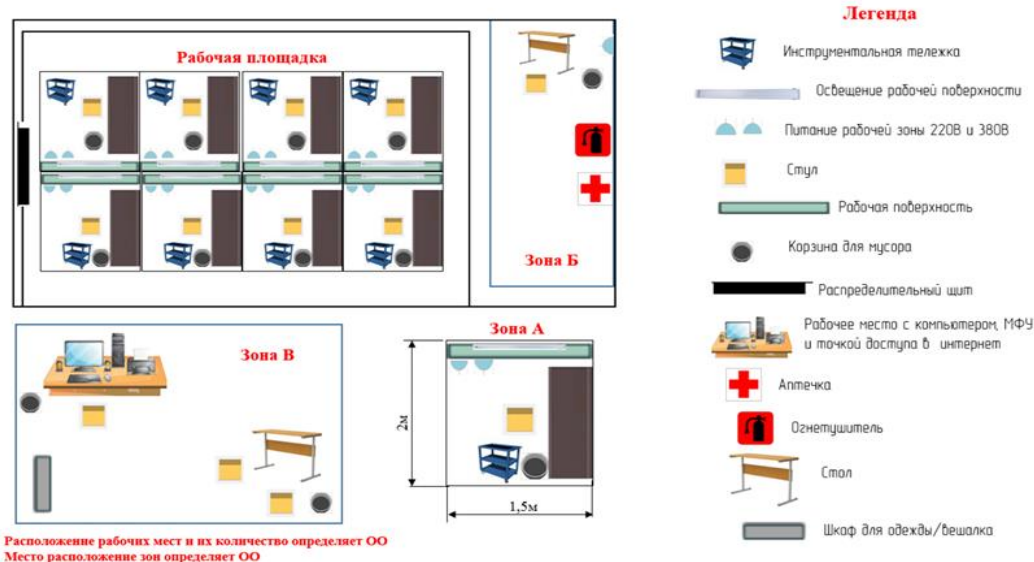 Рабочая площадка
Зона Б
Зона В
Зона А
2м
1,5м
Расположение рабочих мест и их количество определяет ОО
Место расположение зон определяет ОО
Легенда
Инструментальная тележка
Освещение рабочей поверхности
Питание рабочей зоны 220В и 380В
Стул
Рабочая поверхность
Корзина для мусора
Распределительный щит
Рабочее место с компьютером, МФУ
и точкой доступа в интернет
Аптечка
Огнетушитель
Стол
Шкаф для одежды/вешалка